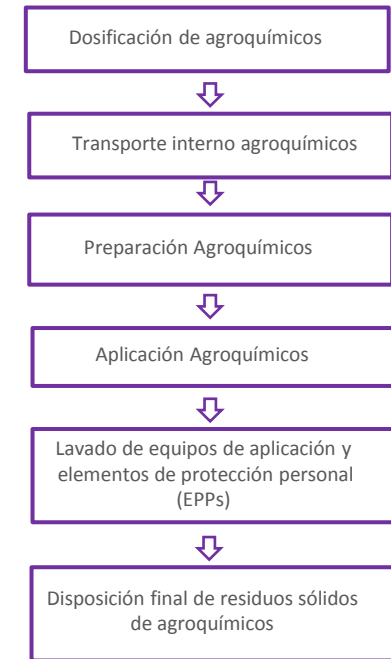 Dosificación de agroquímicos
Transporte interno agroquímicos
Preparación Agroquímicos
Aplicación Agroquímicos
Lavado de equipos de aplicación y
elementos de protección personal
(EPPs)
Disposición final de residuos sólidos
de agroquímicos